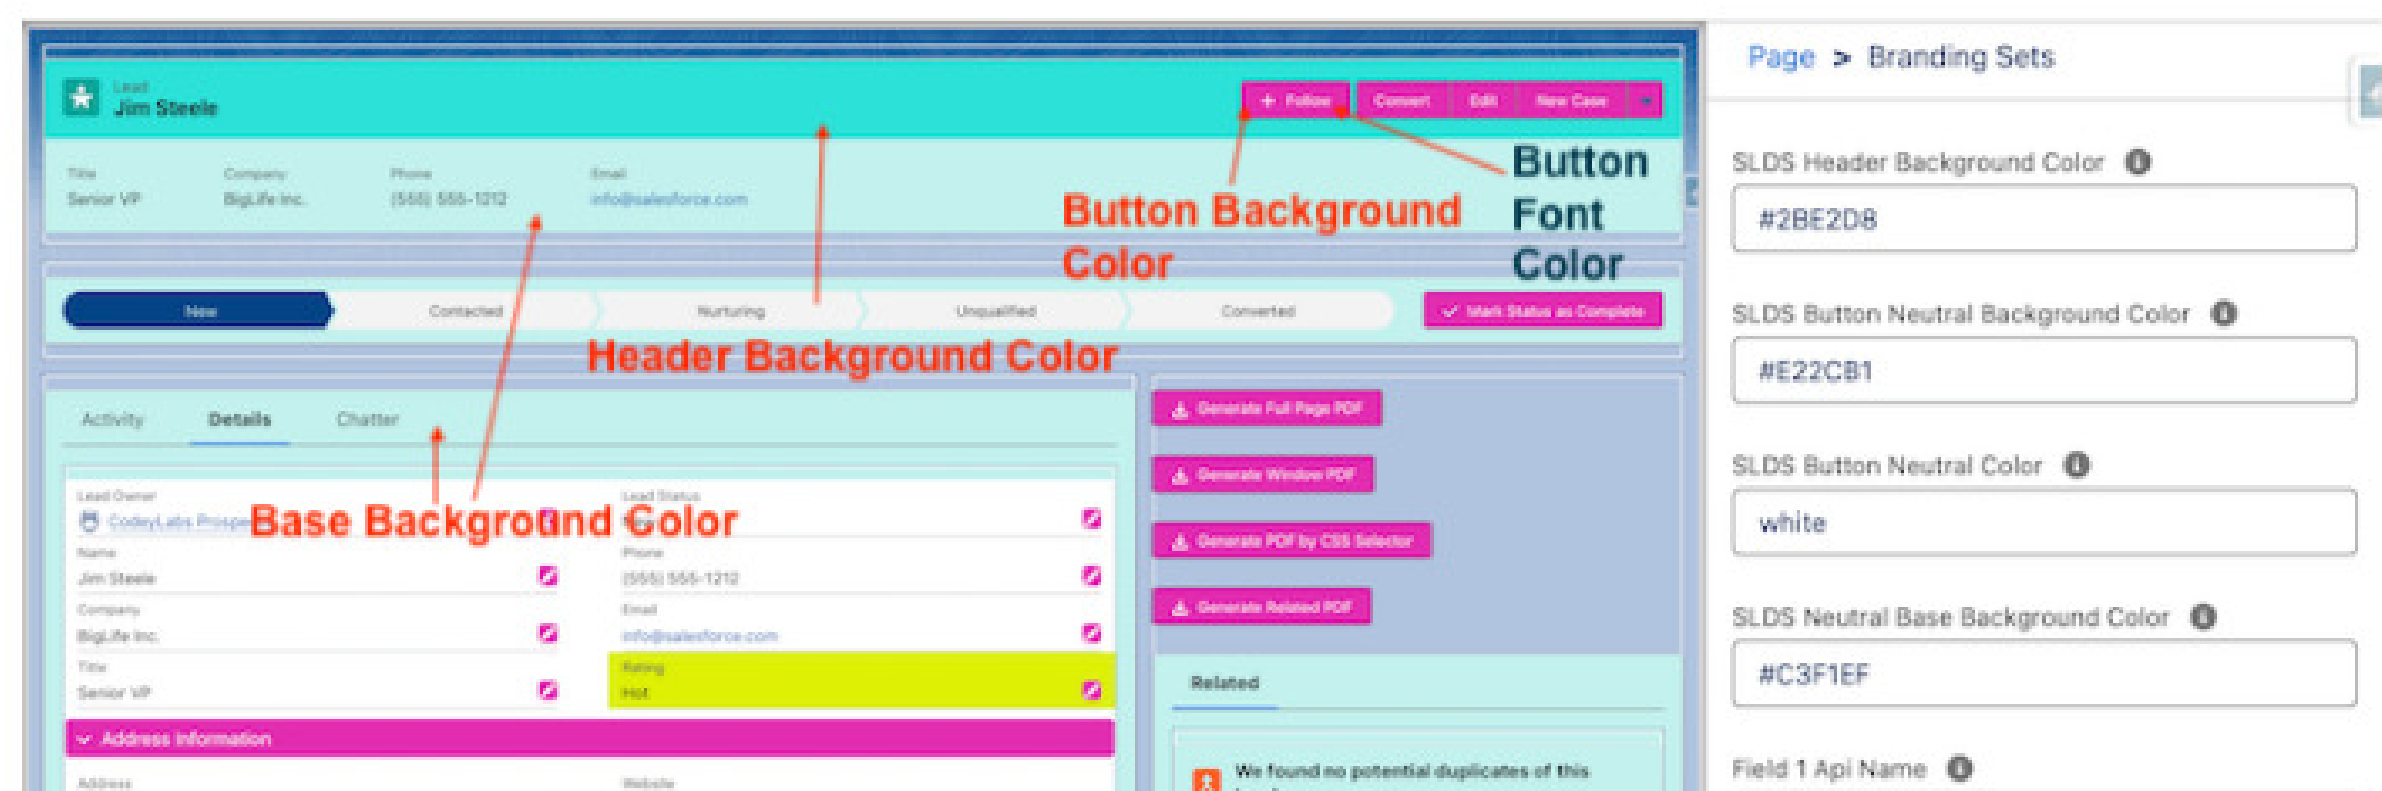 Lead
Jim Steele
+ Follow
Convert
Edit
New Case
Title
Senior VP
Company
BigLife Inc.
Phone
(555) 555-1212
Email
info@salesforce.com
Button Background
Color
Button
Font
Color
New
Contacted
Nurturing
Unqualified
Converted
Mark Status as Complete
Header Background Color
Activity
Details
Chatter
Lead Owner
CodeyLabs
Lead Status
Base Background Color
Name
Jim Steele
Phone
(555) 555-1212
Company
BigLife Inc.
Email
info@salesforce.com
Title
Senior VP
Rating
Hot
Address Information
Address
Website
Generate Full Page PDF
Generate Window PDF
Generate PDF by CSS Selector
Generate Related PDF
Related
We found no potential duplicates of this
Page > Branding Sets
SLDS Header Background Color
#2BE2D8
SLDS Button Neutral Background Color
#E22CB1
SLDS Button Neutral Color
white
SLDS Neutral Base Background Color
#C3F1EF
Field 1 Api Name